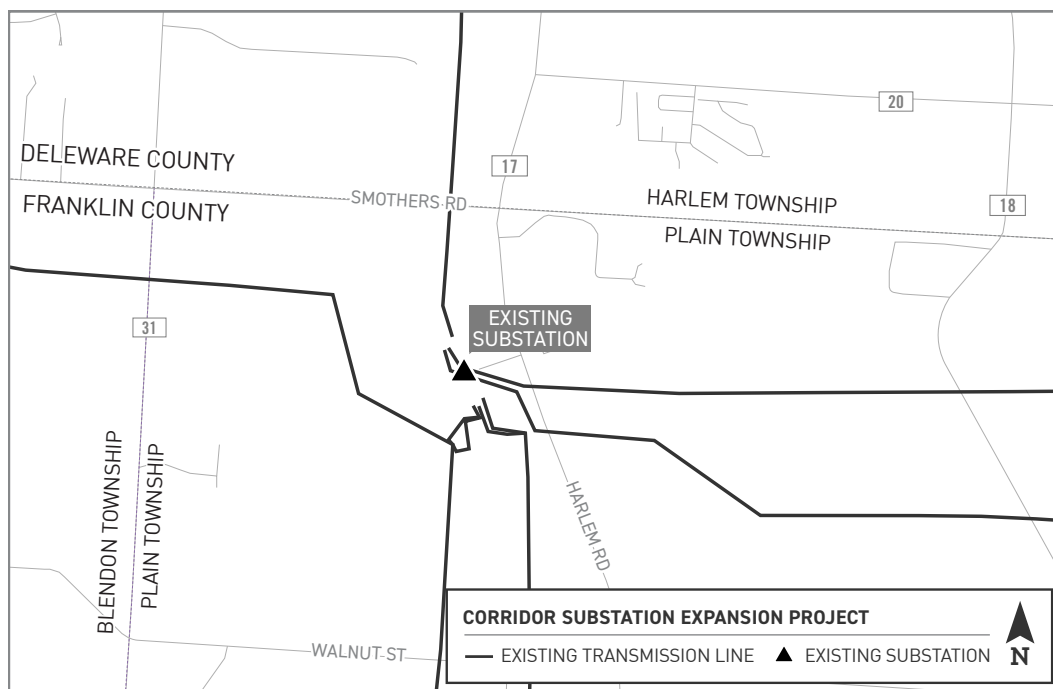 20
DELEWARE COUNTY
17
SMOTHERS RD
HARLEM TOWNSHIP
18
FRANKLIN COUNTY
PLAIN TOWNSHIP
31
EXISTING
SUBSTATION
BLENDON TOWNSHIP
PLAIN TOWNSHIP
HARLEM RD
WALNUT ST
CORRIDOR SUBSTATION EXPANSION PROJECT
EXISTING TRANSMISSION LINE
EXISTING SUBSTATION
N